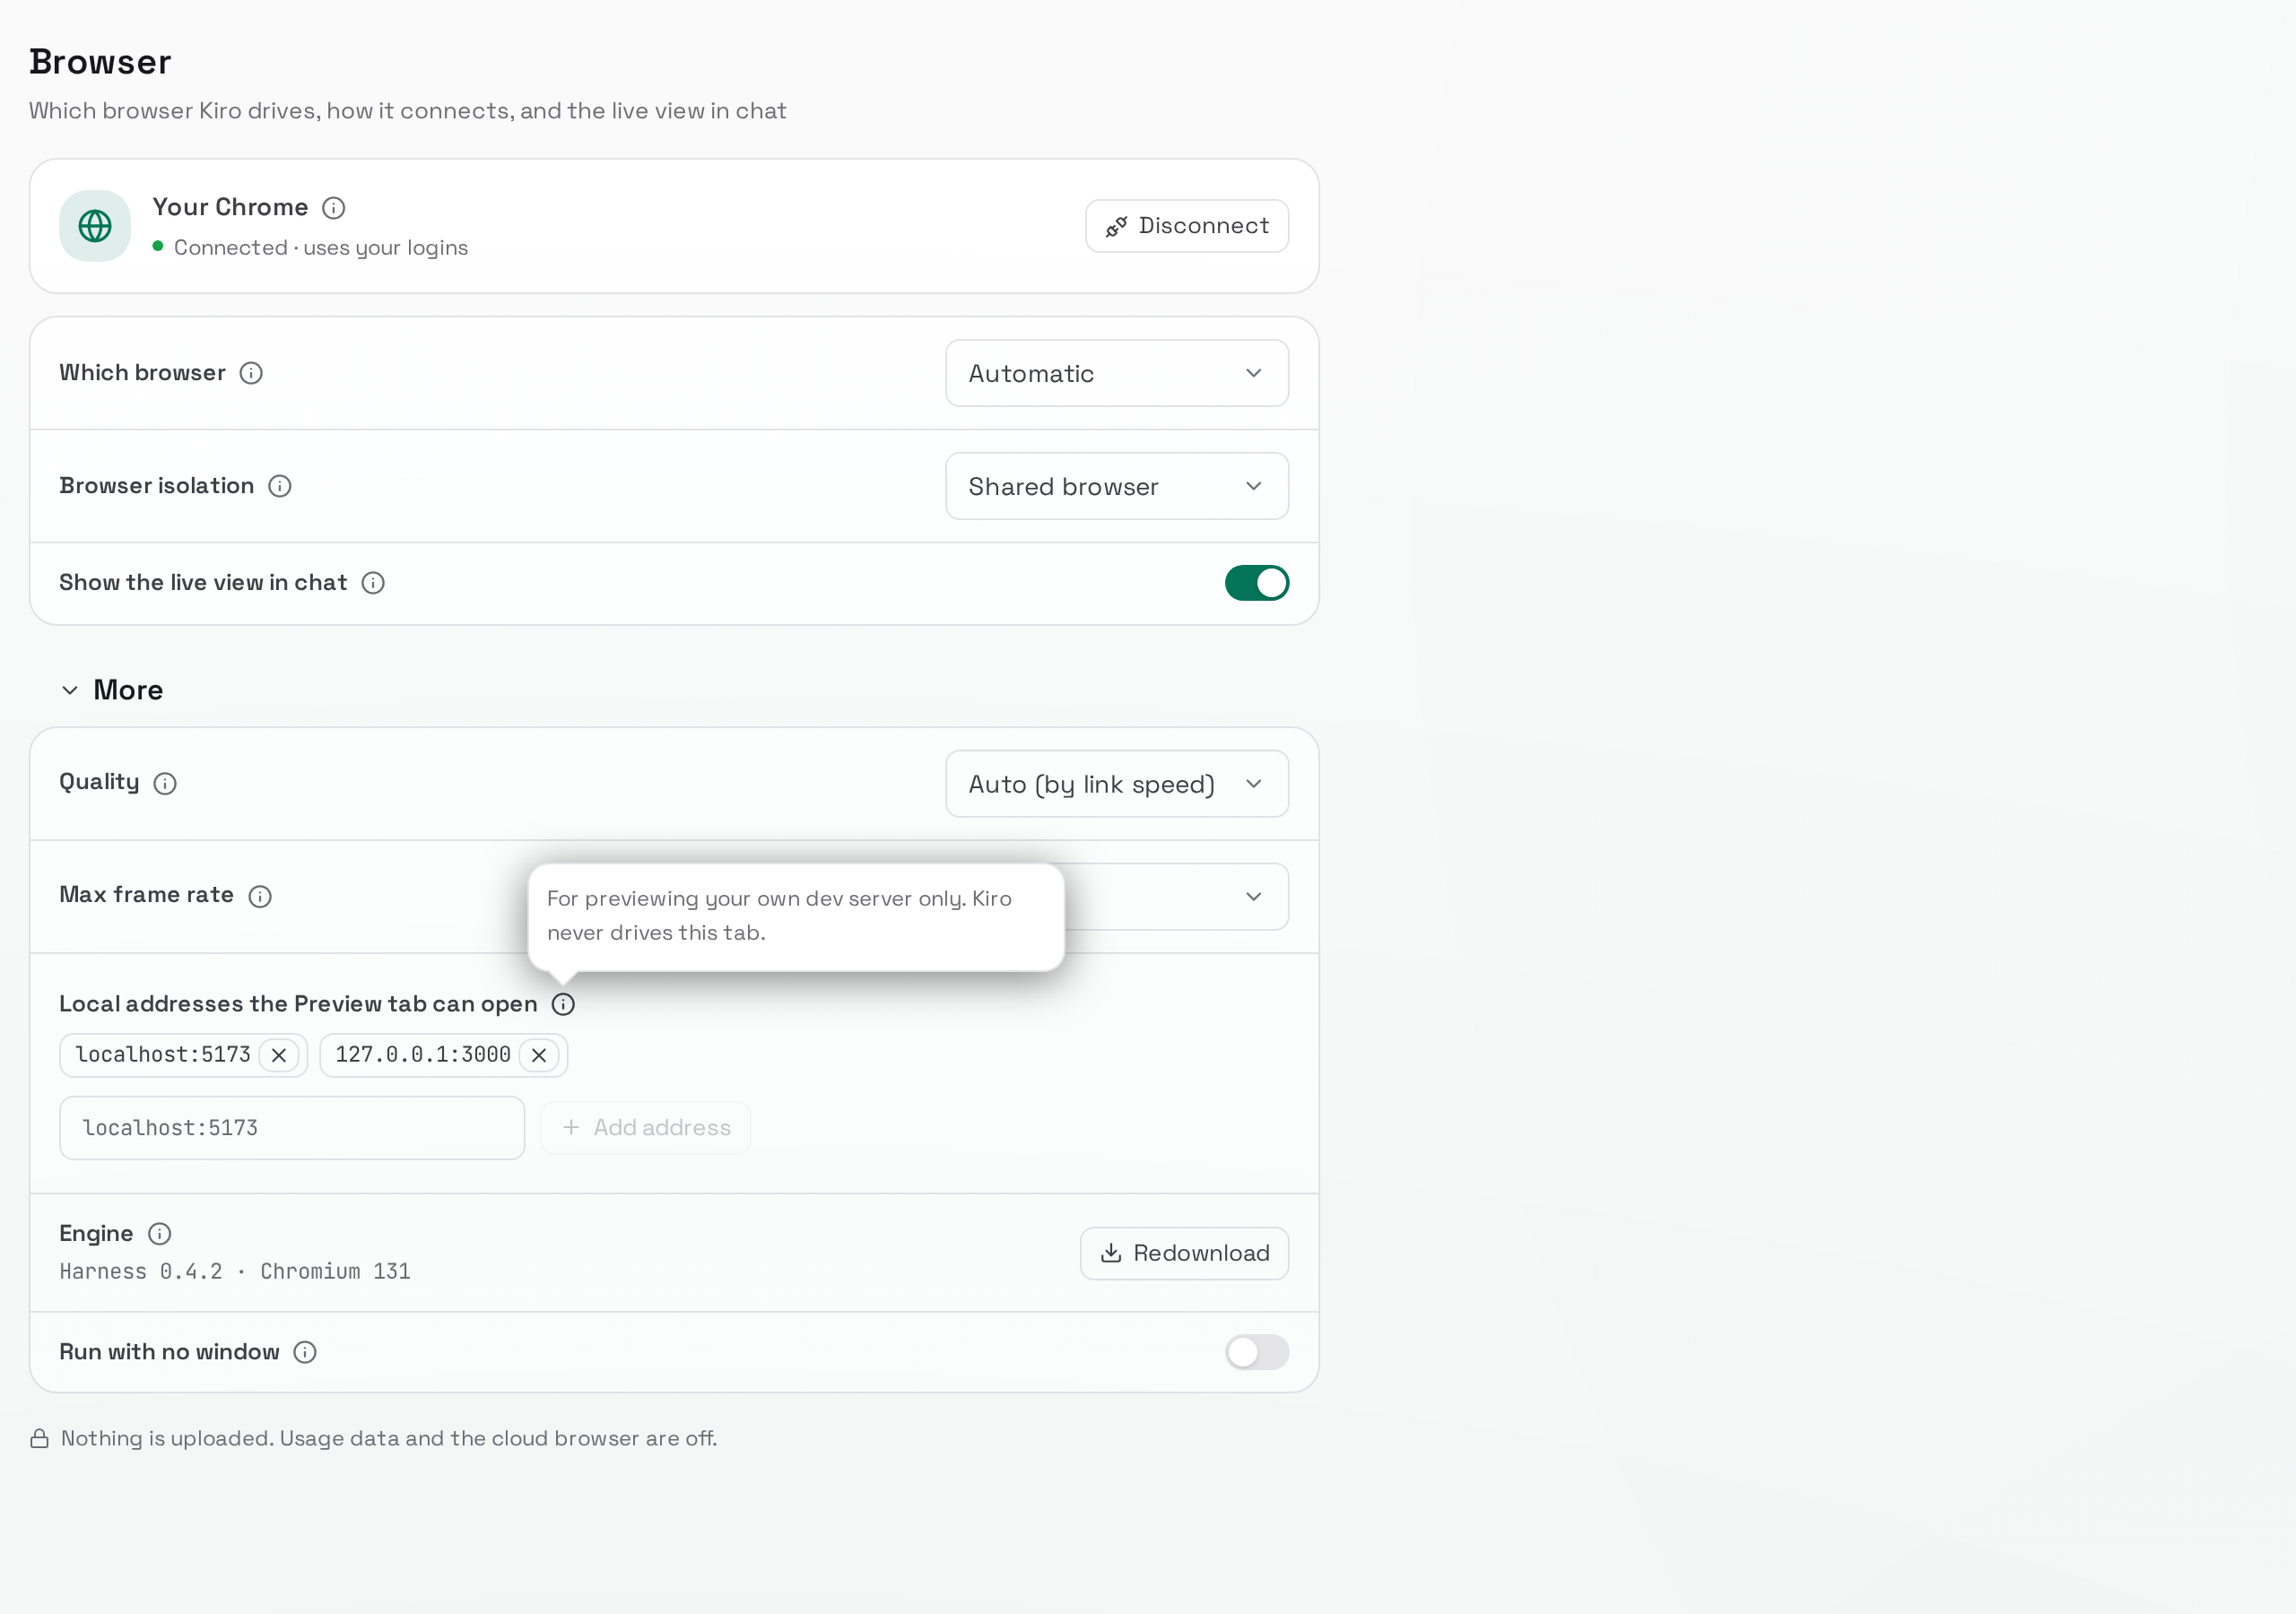 Browser
Which browser Kiro drives, how it connects, and the live view in chat
Your Chrome
Connected · uses your logins
Disconnect
Which browser
Automatic
Browser isolation
Shared browser
Show the live view in chat
More
Quality
Auto (by link speed)
Max frame rate
For previewing your own dev server only. Kiro
never drives this tab.
Local addresses the Preview tab can open
localhost:5173
127.0.0.1:3000
localhost:5173
Add address
Engine
Harness 0.4.2 · Chromium 131
Redownload
Run with no window
Nothing is uploaded. Usage data and the cloud browser are off.